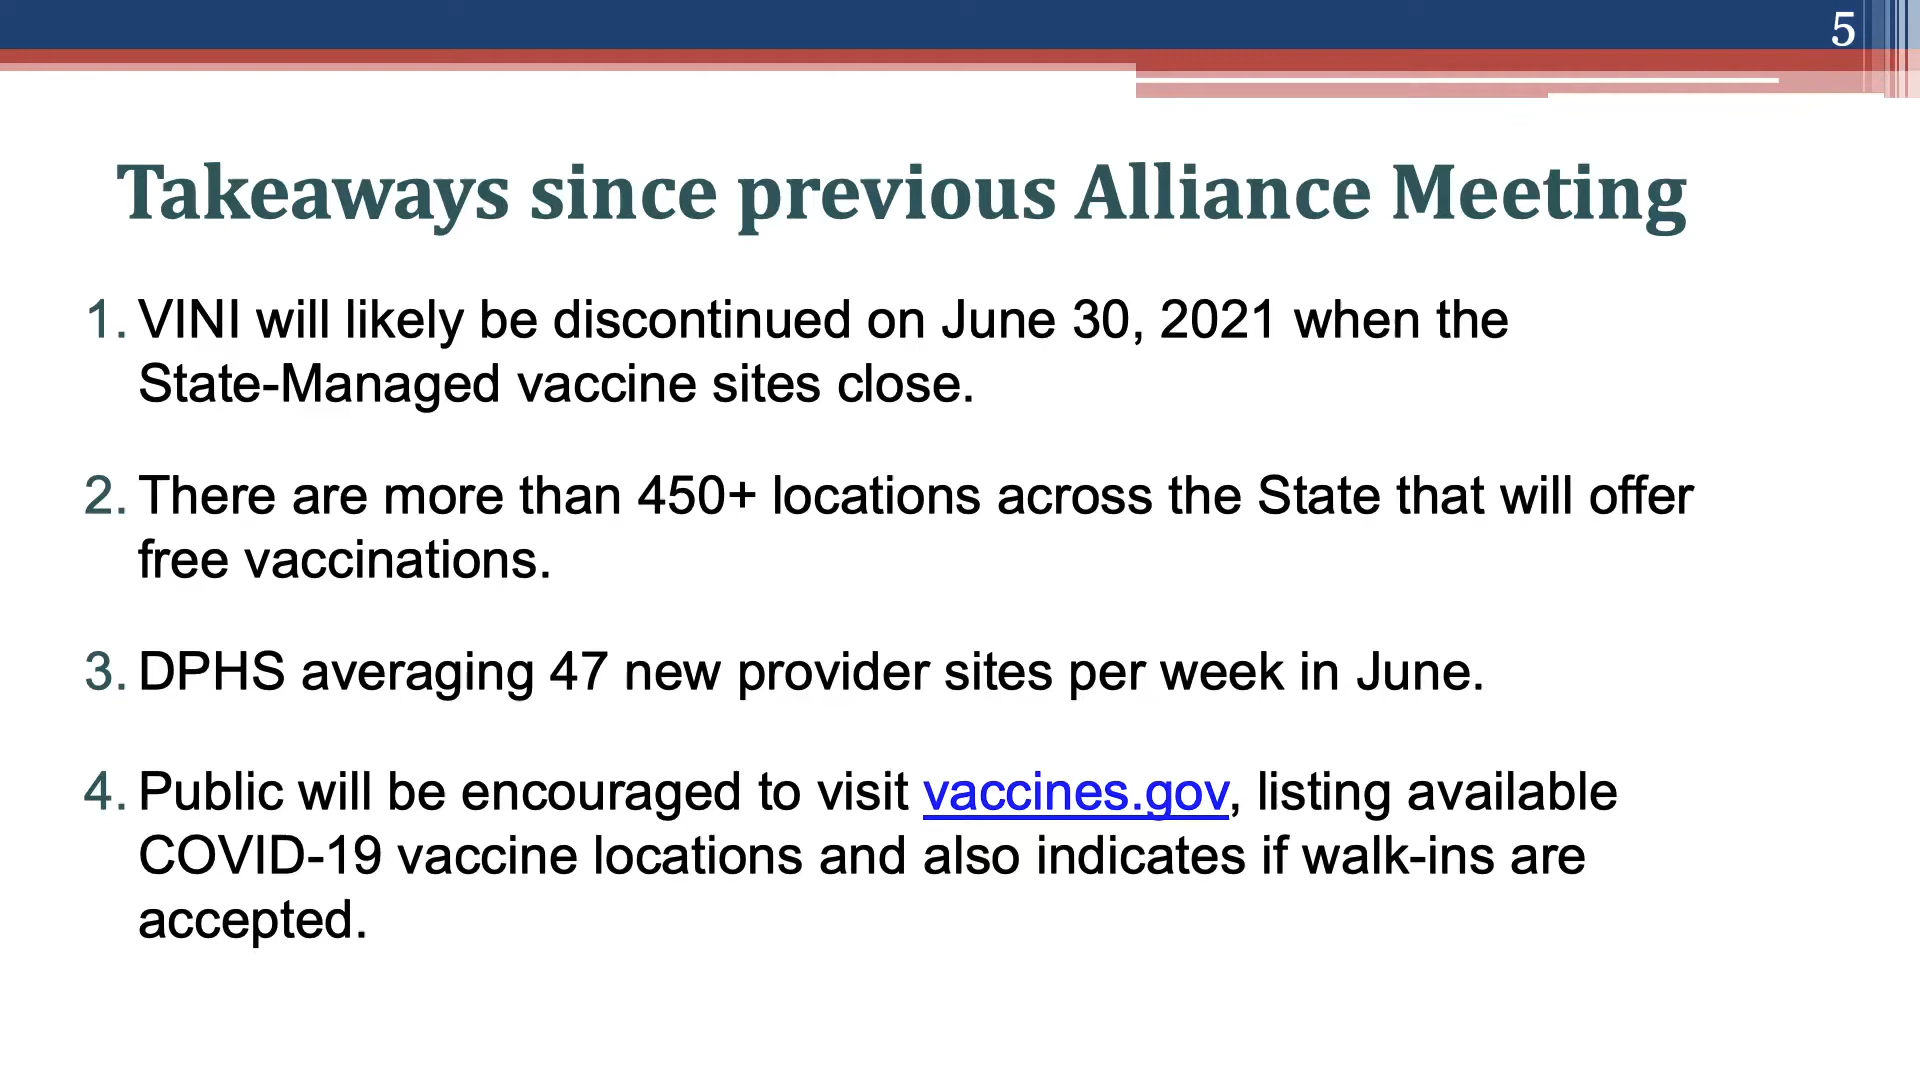 5
Takeaways since previous Alliance Meeting
1. VINI will likely be discontinued on June 30, 2021 when the
State-Managed vaccine sites close.
2. There are more than 450+ locations across the State that will offer
free vaccinations.
3. DPHS averaging 47 new provider sites per week in June.
4. Public will be encouraged to visit vaccines.gov, listing available
COVID-19 vaccine locations and also indicates if walk-ins are
accepted.